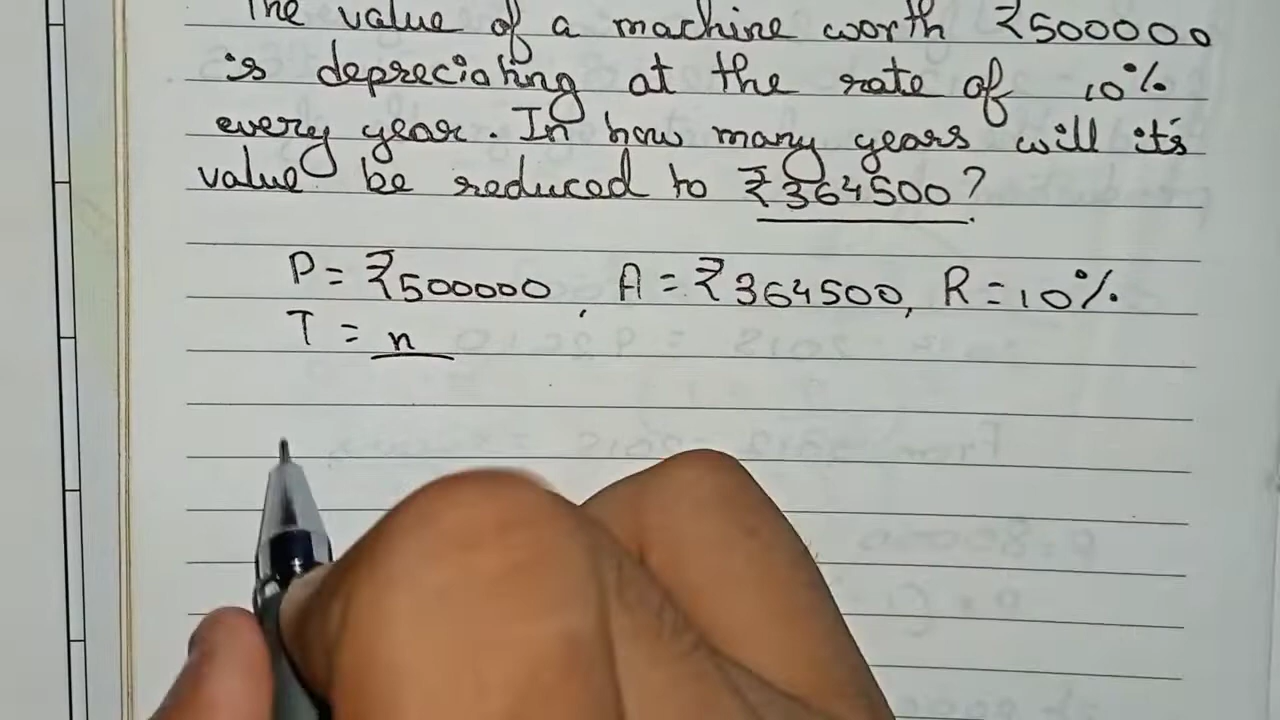 The value of a machine worth ₹500000
is depreciating at the rate of 10%
every year. In how many years will it's
value be reduced to ₹364500?
P = ₹500000, A = ₹364500, R = 10%
T = n